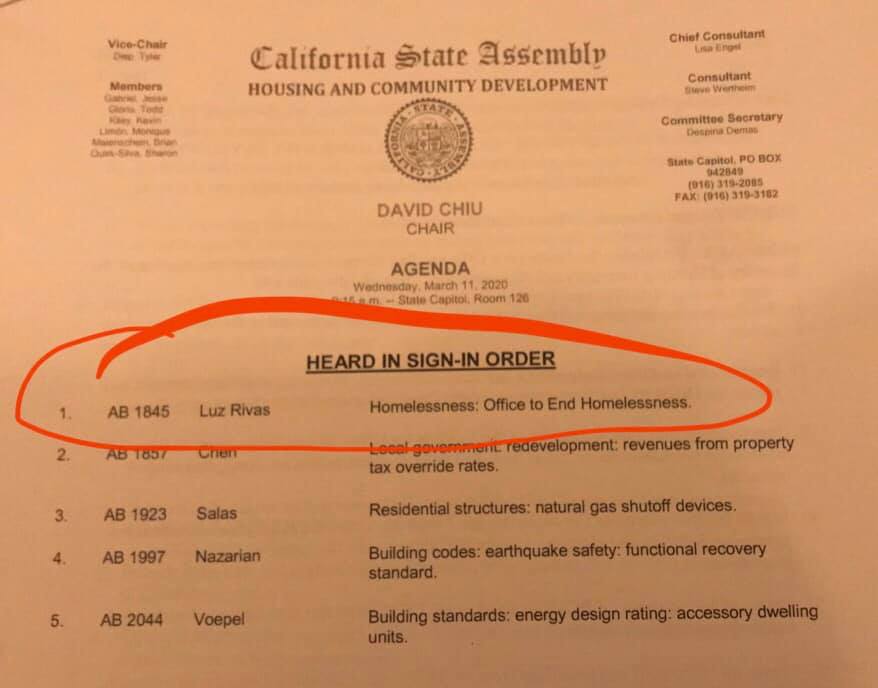 Vice-Chair
Diep, Tyler
Members
Gabriel, Jesse
Gloria, Todd
Kiley, Kevin
Limón, Monique
Maienschein, Brian
Quirk-Silva, Sharon
California State Assembly
HOUSING AND COMMUNITY DEVELOPMENT
DAVID CHIU
CHAIR
Chief Consultant
Lisa Engel
Consultant
Steve Wertheim
Committee Secretary
Despina Demas
State Capitol, PO BOX
942849
(916) 319-2085
FAX: (916) 319-3182
AGENDA
Wednesday, March 11, 2020
9:15 a.m. -- State Capitol, Room 126
HEARD IN SIGN-IN ORDER
1. AB 1845 Luz Rivas Homelessness: Office to End Homelessness.
2. AB 1857 Chen Local government: redevelopment: revenues from property
tax override rates.
3. AB 1923 Salas Residential structures: natural gas shutoff devices.
4. AB 1997 Nazarian Building codes: earthquake safety: functional recovery
standard.
5. AB 2044 Voepel Building standards: energy design rating: accessory dwelling
units.